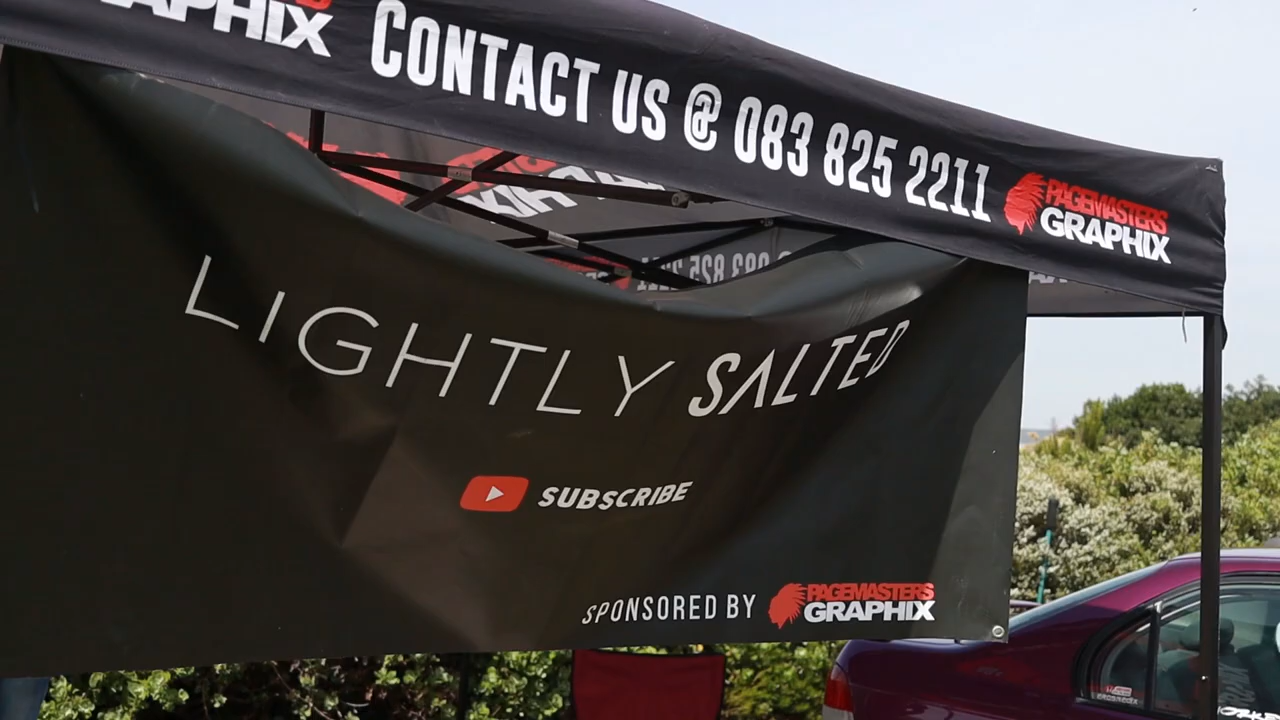 GRAPHIX
CONTACT US @ 083 825 2211
PAGEMASTERS
GRAPHIX
LIGHTLY SALTED
SUBSCRIBE
SPONSORED BY
PAGEMASTERS
GRAPHIX